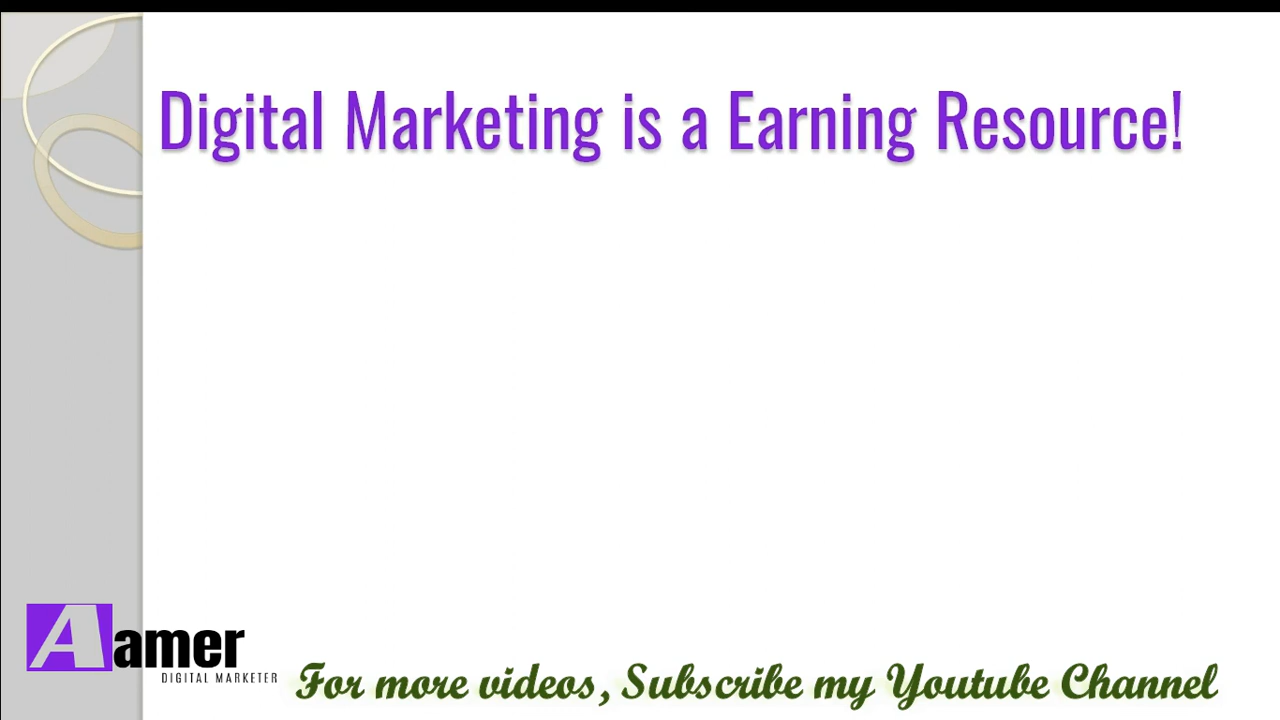 Digital Marketing is a Earning Resource!
Aamer
DIGITAL MARKETER
For more videos, Subscribe my Youtube Channel